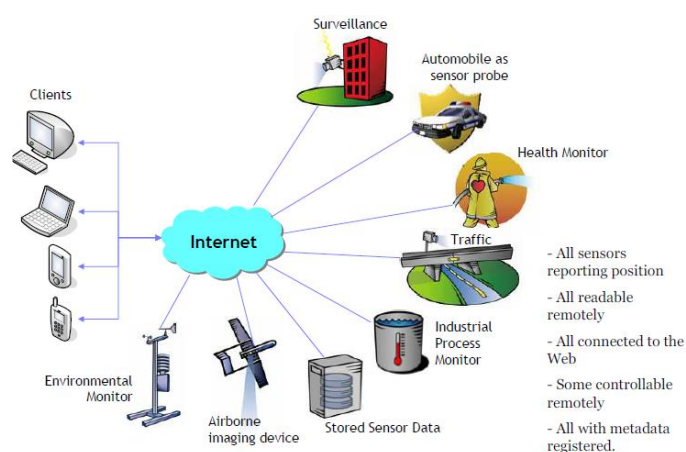 Surveillance
Automobile as
sensor probe
Clients
Health Monitor
Internet
Traffic
- All sensors
reporting position
- All readable
remotely
- All connected to the
Web
- Some controllable
remotely
- All with metadata
registered.
Industrial
Process
Monitor
Environmental
Monitor
Airborne
imaging device
Stored Sensor Data